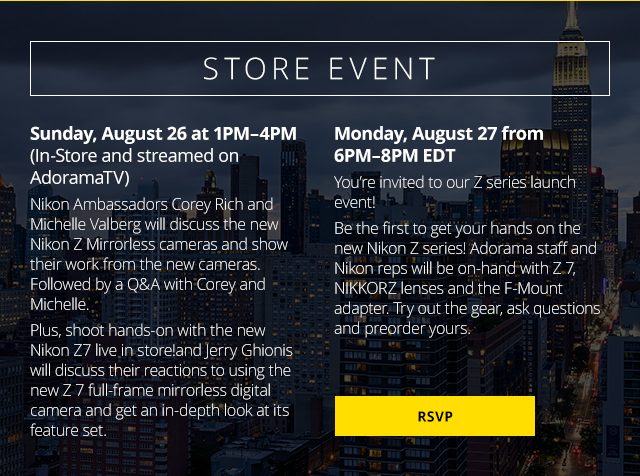 STORE EVENT
Sunday, August 26 at 1PM–4PM
(In-Store and streamed on
AdoramaTV)
Nikon Ambassadors Corey Rich and
Michelle Valberg will discuss the new
Nikon Z Mirrorless cameras and show
their work from the new cameras.
Followed by a Q&A with Corey and
Michelle.
Plus, shoot hands-on with the new
Nikon Z7 live in store!and Jerry Ghionis
will discuss their reactions to using the
new Z 7 full-frame mirrorless digital
camera and get an in-depth look at its
feature set.
Monday, August 27 from
6PM–8PM EDT
You’re invited to our Z series launch
event!
Be the first to get your hands on the
new Nikon Z series! Adorama staff and
Nikon reps will be on-hand with Z 7,
NIKKORZ lenses and the F-Mount
adapter. Try out the gear, ask questions
and preorder yours.
RSVP